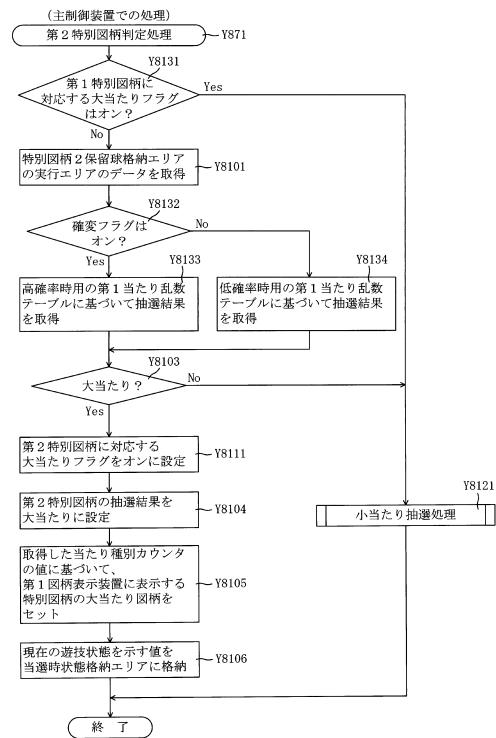 (主制御装置での処理)
第２特別図柄判定処理
Y871
Y8131
第１特別図柄に
対応する大当たりフラグ
はオン？
Yes
No
特別図柄２保留球格納エリア
の実行エリアのデータを取得
Y8101
Y8132
確変フラグは
オン？
No
Yes
Y8133
高確率時用の第１当たり乱数
テーブルに基づいて抽選結果
を取得
Y8134
低確率時用の第１当たり乱数
テーブルに基づいて抽選結果
を取得
Y8103
大当たり？
No
Yes
第２特別図柄に対応する
大当たりフラグをオンに設定
Y8111
第２特別図柄の抽選結果を
大当たりに設定
Y8104
Y8121
小当たり抽選処理
取得した当たり種別カウンタ
の値に基づいて、
第１図柄表示装置に表示する
特別図柄の大当たり図柄を
セット
Y8105
現在の遊技状態を示す値を
当選時状態格納エリアに格納
Y8106
終 了